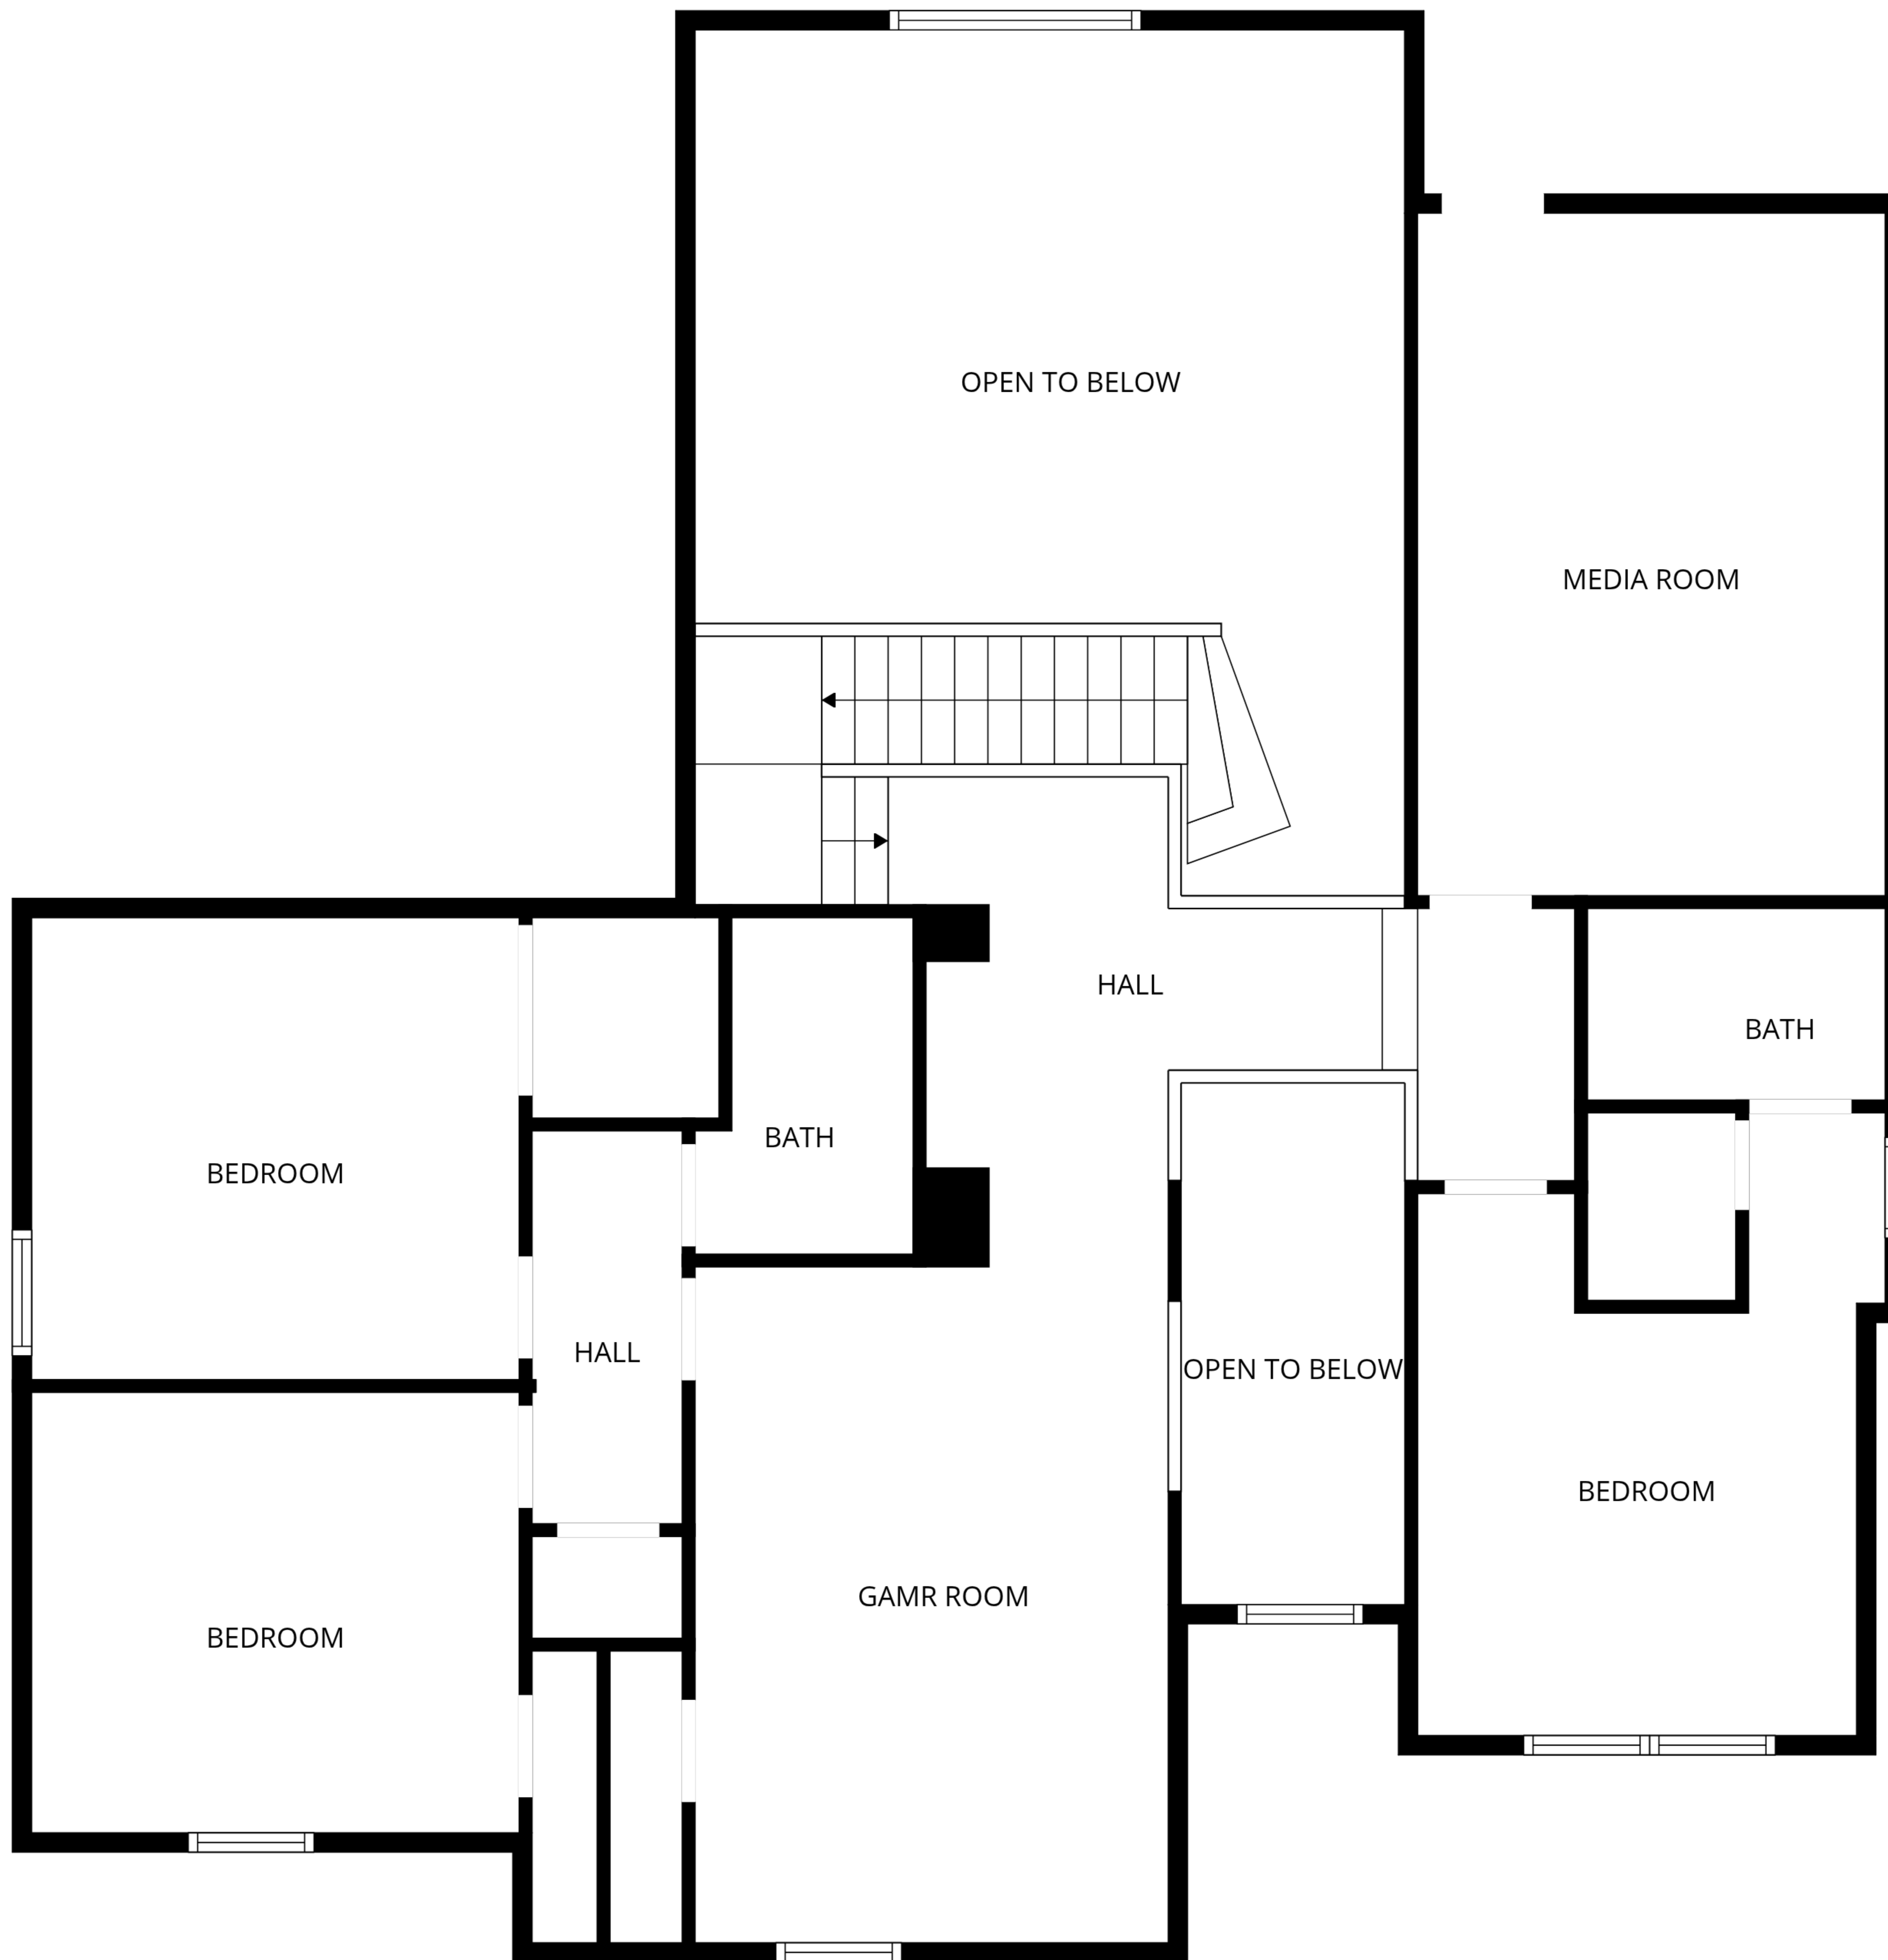 OPEN TO BELOW
MEDIA ROOM
HALL
BATH
BATH
BEDROOM
HALL
OPEN TO BELOW
BEDROOM
GAMR ROOM
BEDROOM